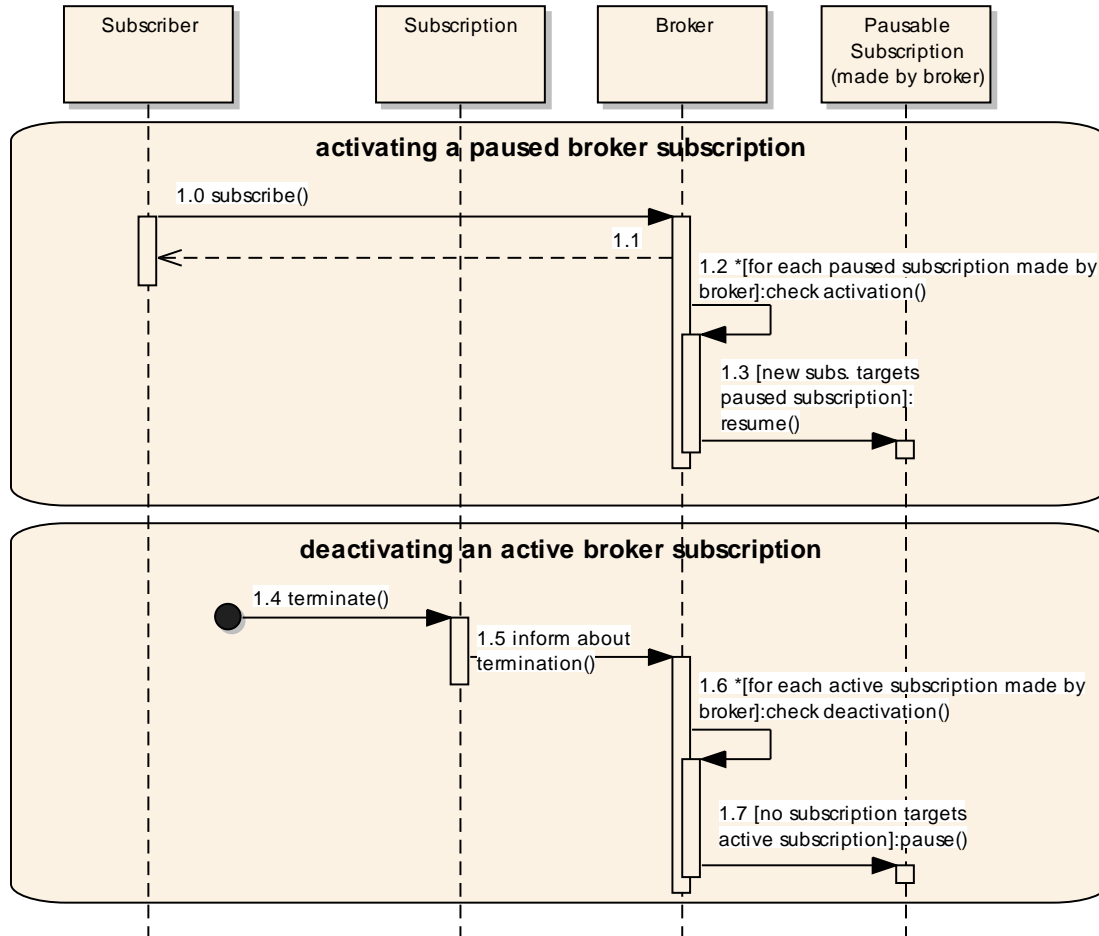 Subscriber
Subscription
Broker
Pausable
Subscription
(made by broker)
activating a paused broker subscription
1.0 subscribe()
1.1
1.2 *[for each paused subscription made by
broker]:check activation()
1.3 [new subs. targets
paused subscription]:
resume()
deactivating an active broker subscription
1.4 terminate()
1.5 inform about
termination()
1.6 *[for each active subscription made by
broker]:check deactivation()
1.7 [no subscription targets
active subscription]:pause()